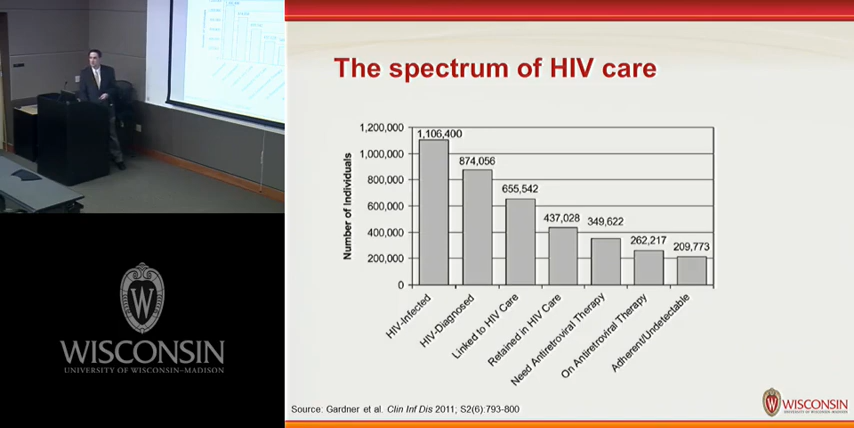 The spectrum of HIV care
Number of Individuals
1,200,000
1,000,000
800,000
600,000
400,000
200,000
0
1,106,400
874,056
655,542
437,028
349,622
262,217
209,773
HIV-Infected
HIV-Diagnosed
Linked to HIV Care
Retained in HIV Care
Need Antiretroviral Therapy
On Antiretroviral Therapy
Adherent/Undetectable
W
WISCONSIN
UNIVERSITY OF WISCONSIN–MADISON
Source: Gardner et al. Clin Inf Dis 2011; S2(6):793-800
WISCONSIN